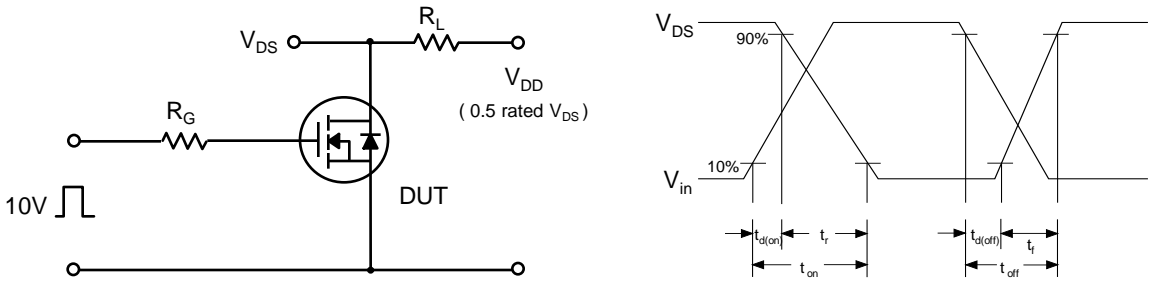 V_DS
R_L
V_DD
( 0.5 rated V_DS )
R_G
DUT
10V
V_DS
90%
10%
V_in
t_d(on)
t_r
t_on
t_d(off)
t_f
t_off